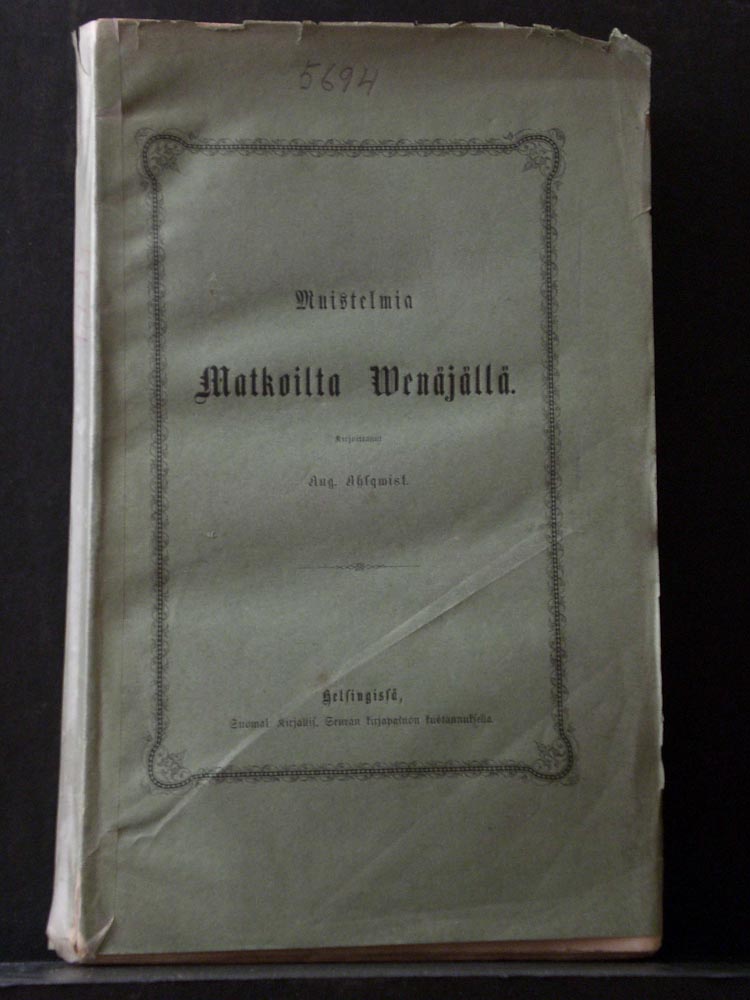 5694
Muistelmia
Matkoilta Wenäjällä.
Kirjoittanut
Aug. Ahlqwist.
Helsingissä,
Suomal. Kirjallis. Seuran kirjapainon kustannuksella.